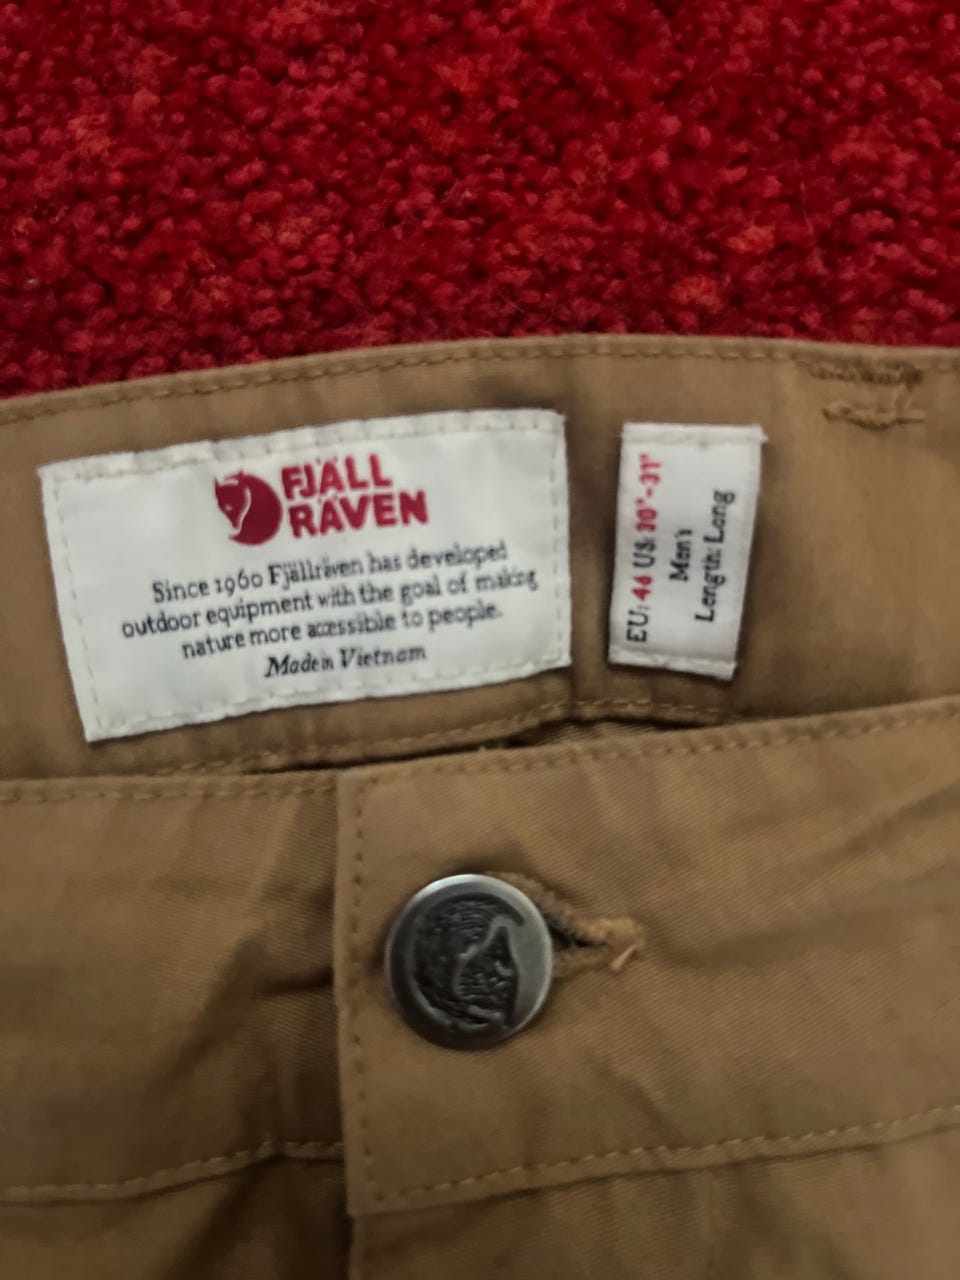 FJÄLL
RÄVEN
Since 1960 Fjällräven has developed
outdoor equipment with the goal of making
nature more accessible to people.
Made in Vietnam
EU: 46 US: 30"-31"
Men's
Length: Long